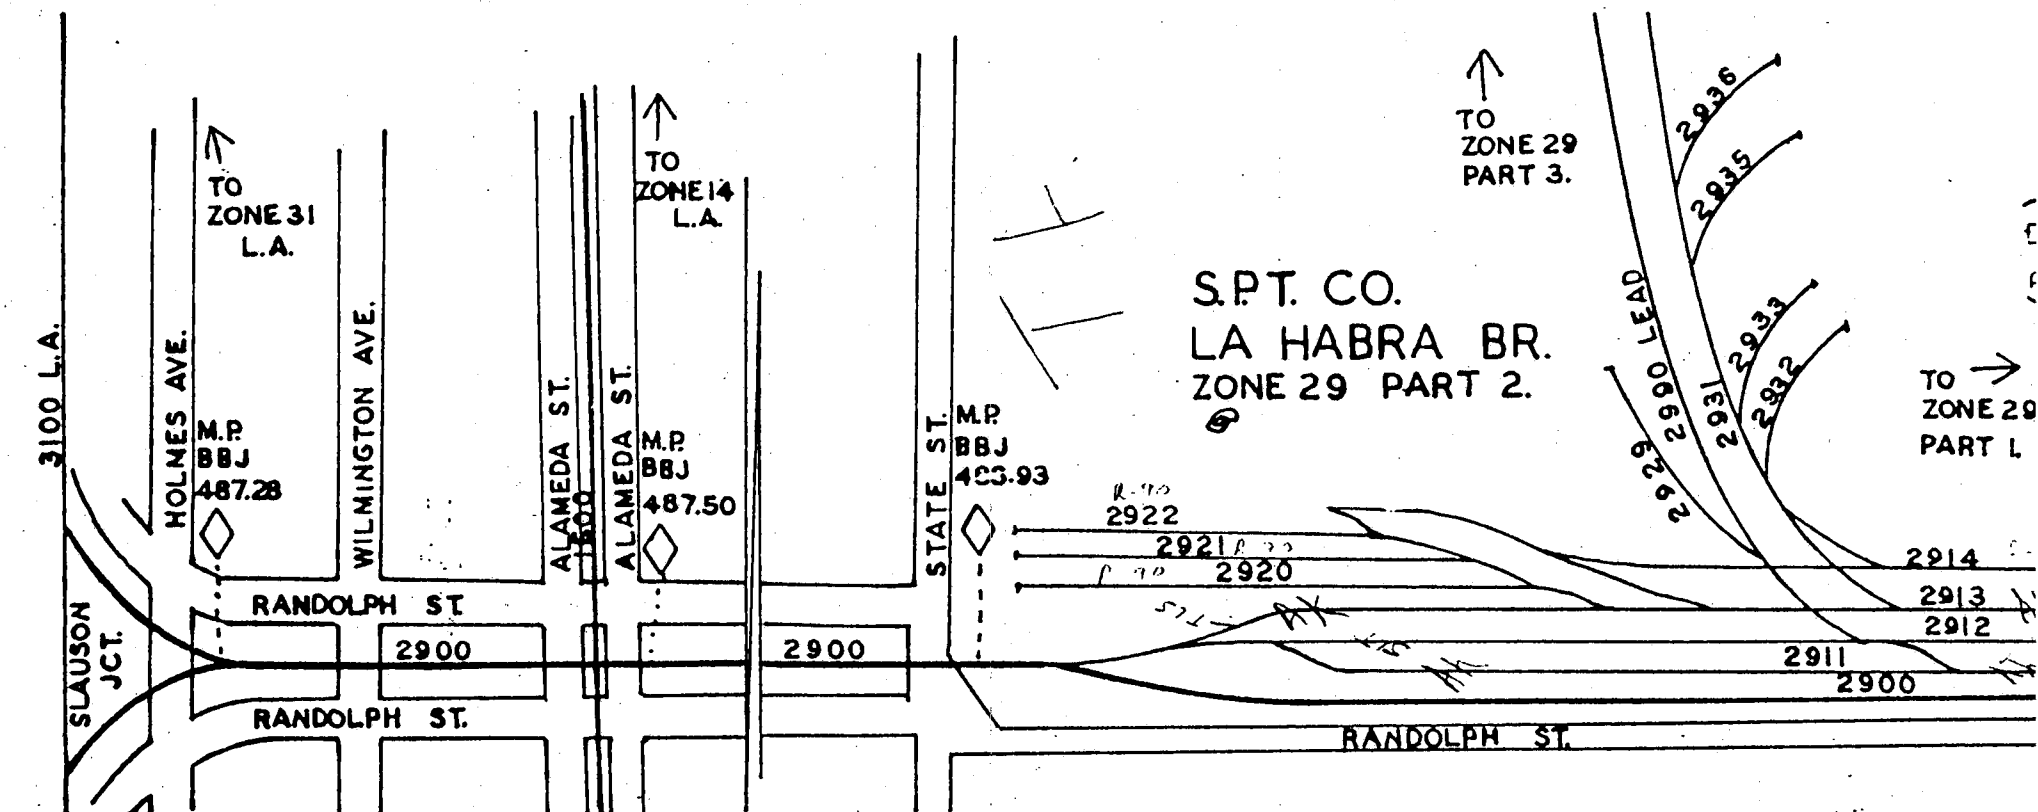 TO
ZONE 31
L.A.
TO
ZONE 14
L.A.
TO
ZONE 29
PART 3.
2936
2935
S.P.T. CO.
LA HABRA BR.
ZONE 29 PART 2.
2990 LEAD
2933
2932
2931
2929
TO
ZONE 29
PART 1.
3100 L.A.
HOLMES AVE.
M.P.
BBJ
487.28
WILMINGTON AVE.
ALAMEDA ST.
ALAMEDA ST.
M.P.
BBJ
487.50
STATE ST.
M.P.
BBJ
R-90
2922
2921
2920
2914
2913
2912
2911
2900
SLAUSON
JCT.
RANDOLPH ST.
2900
2900
RANDOLPH ST.
RANDOLPH ST.